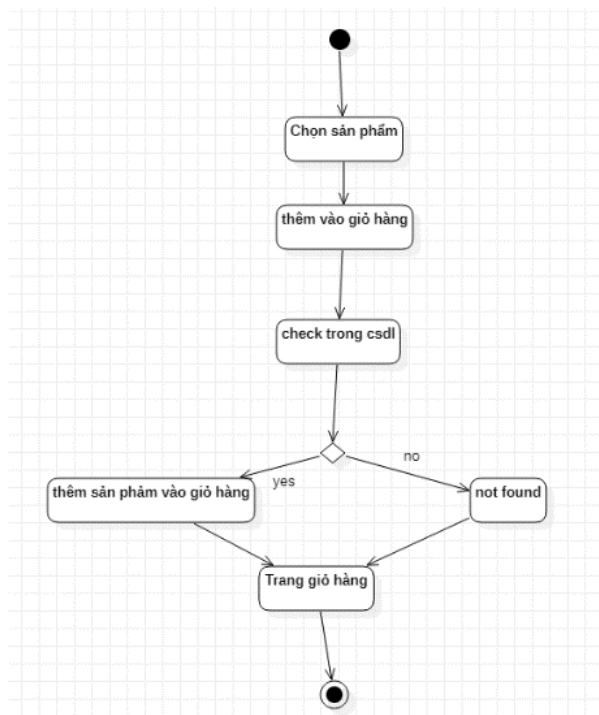 Chọn sản phẩm
thêm vào giỏ hàng
check trong csdl
no
yes
thêm sản phảm vào giỏ hàng
not found
Trang giỏ hàng